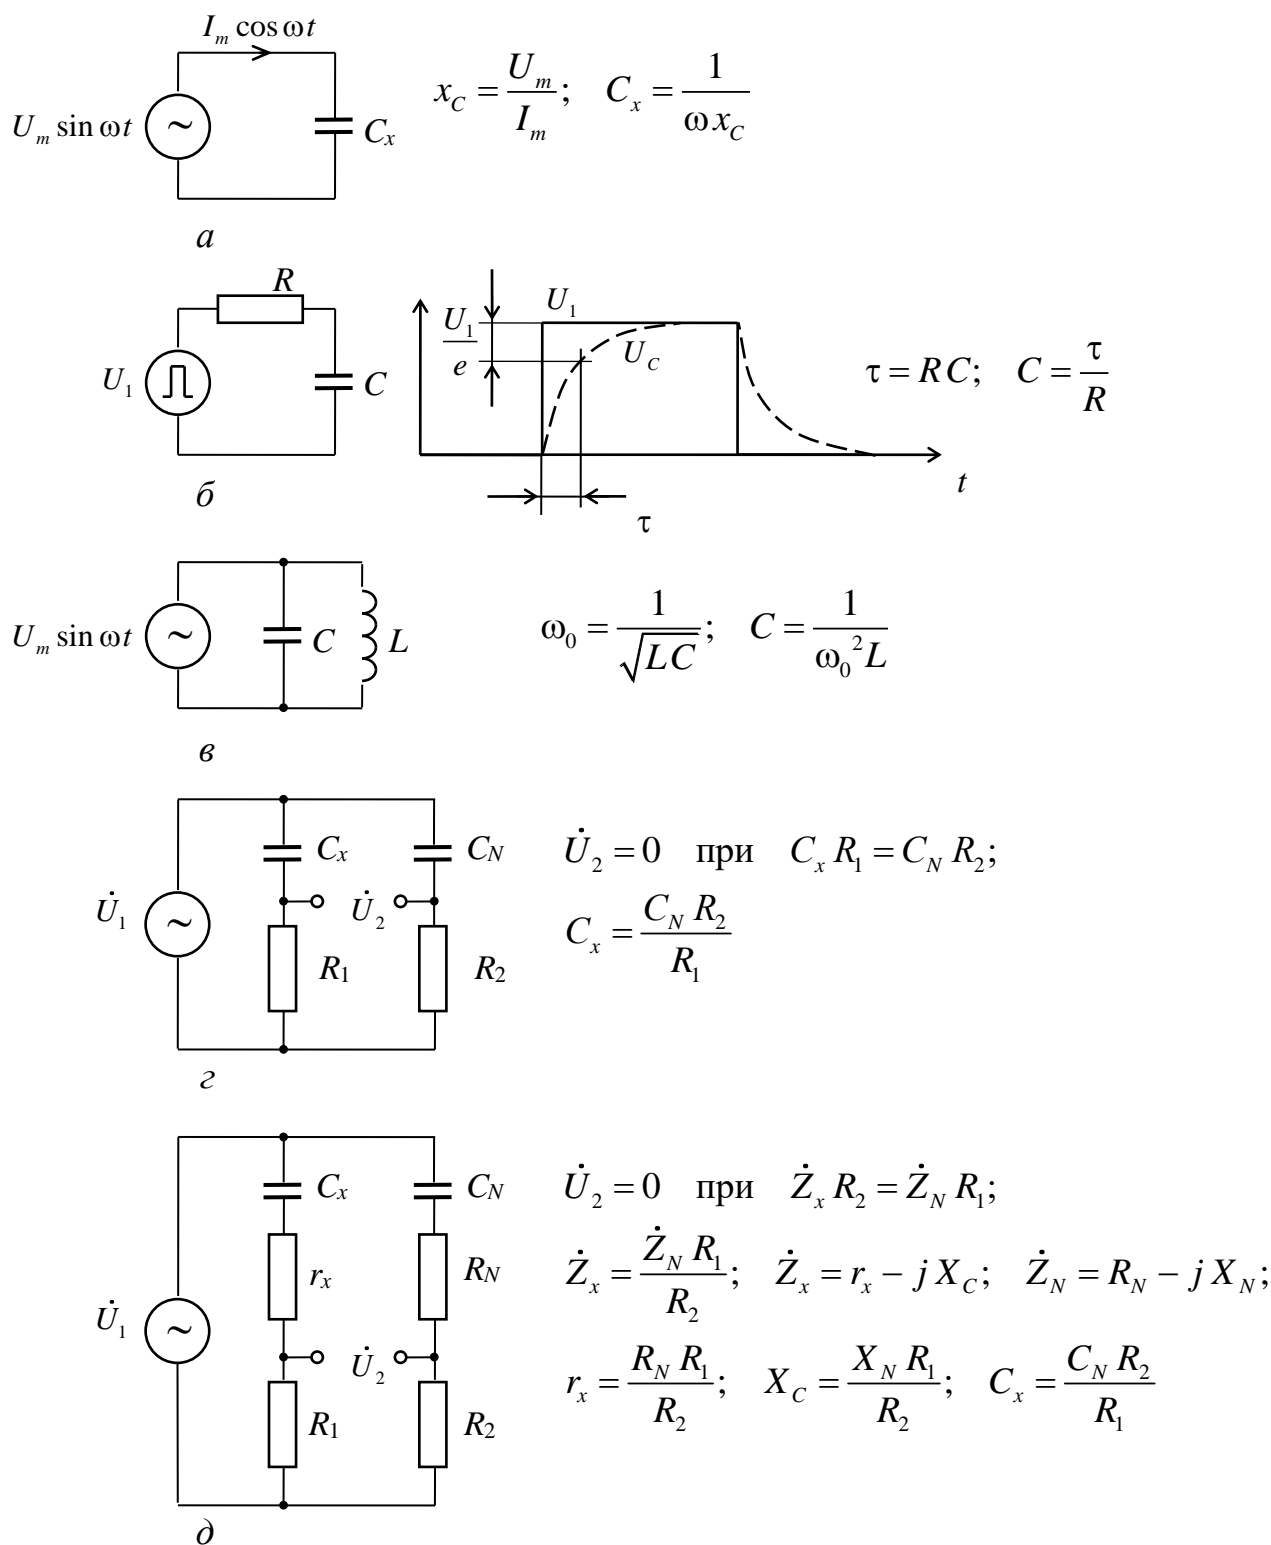 I_m cos ωt
U_m sin ωt
C_x
x_C = U_m / I_m; C_x = 1 / (ω x_C)
а
R
U_1
C
U_1 / e
U_1
U_C
t
τ
τ = RC; C = τ / R
б
U_m sin ωt
C
L
ω_0 = 1 / √(LC); C = 1 / (ω_0² L)
в
U̇_1
C_x
C_N
U̇_2
R_1
R_2
U̇_2 = 0 при C_x R_1 = C_N R_2;
C_x = C_N R_2 / R_1
г
U̇_1
C_x
C_N
r_x
R_N
U̇_2
R_1
R_2
U̇_2 = 0 при Ż_x R_2 = Ż_N R_1;
Ż_x = Ż_N R_1 / R_2; Ż_x = r_x − j X_C; Ż_N = R_N − j X_N;
r_x = R_N R_1 / R_2; X_C = X_N R_1 / R_2; C_x = C_N R_2 / R_1
д